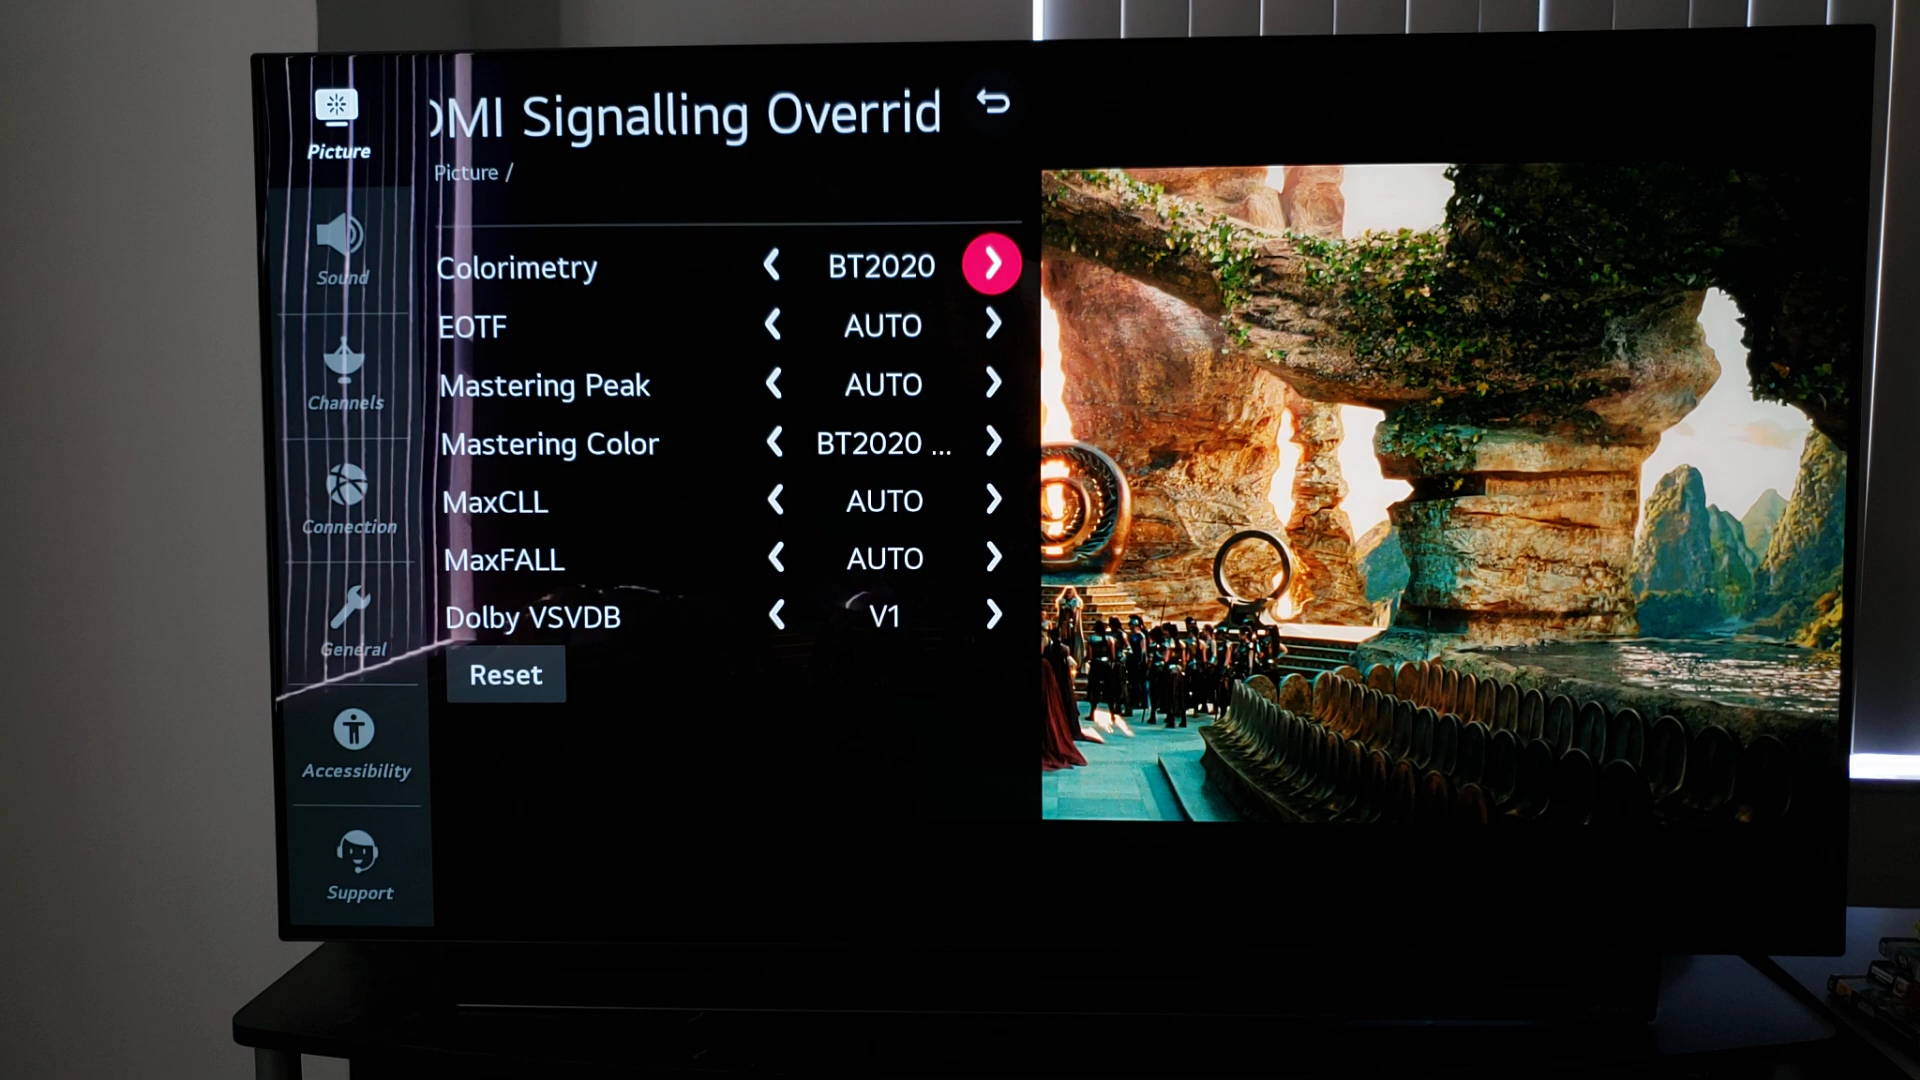 DMI Signalling Overrid
Picture /
Picture
Sound
Channels
Connection
General
Accessibility
Support
Colorimetry BT2020
EOTF AUTO
Mastering Peak AUTO
Mastering Color BT2020 ...
MaxCLL AUTO
MaxFALL AUTO
Dolby VSVDB V1
Reset